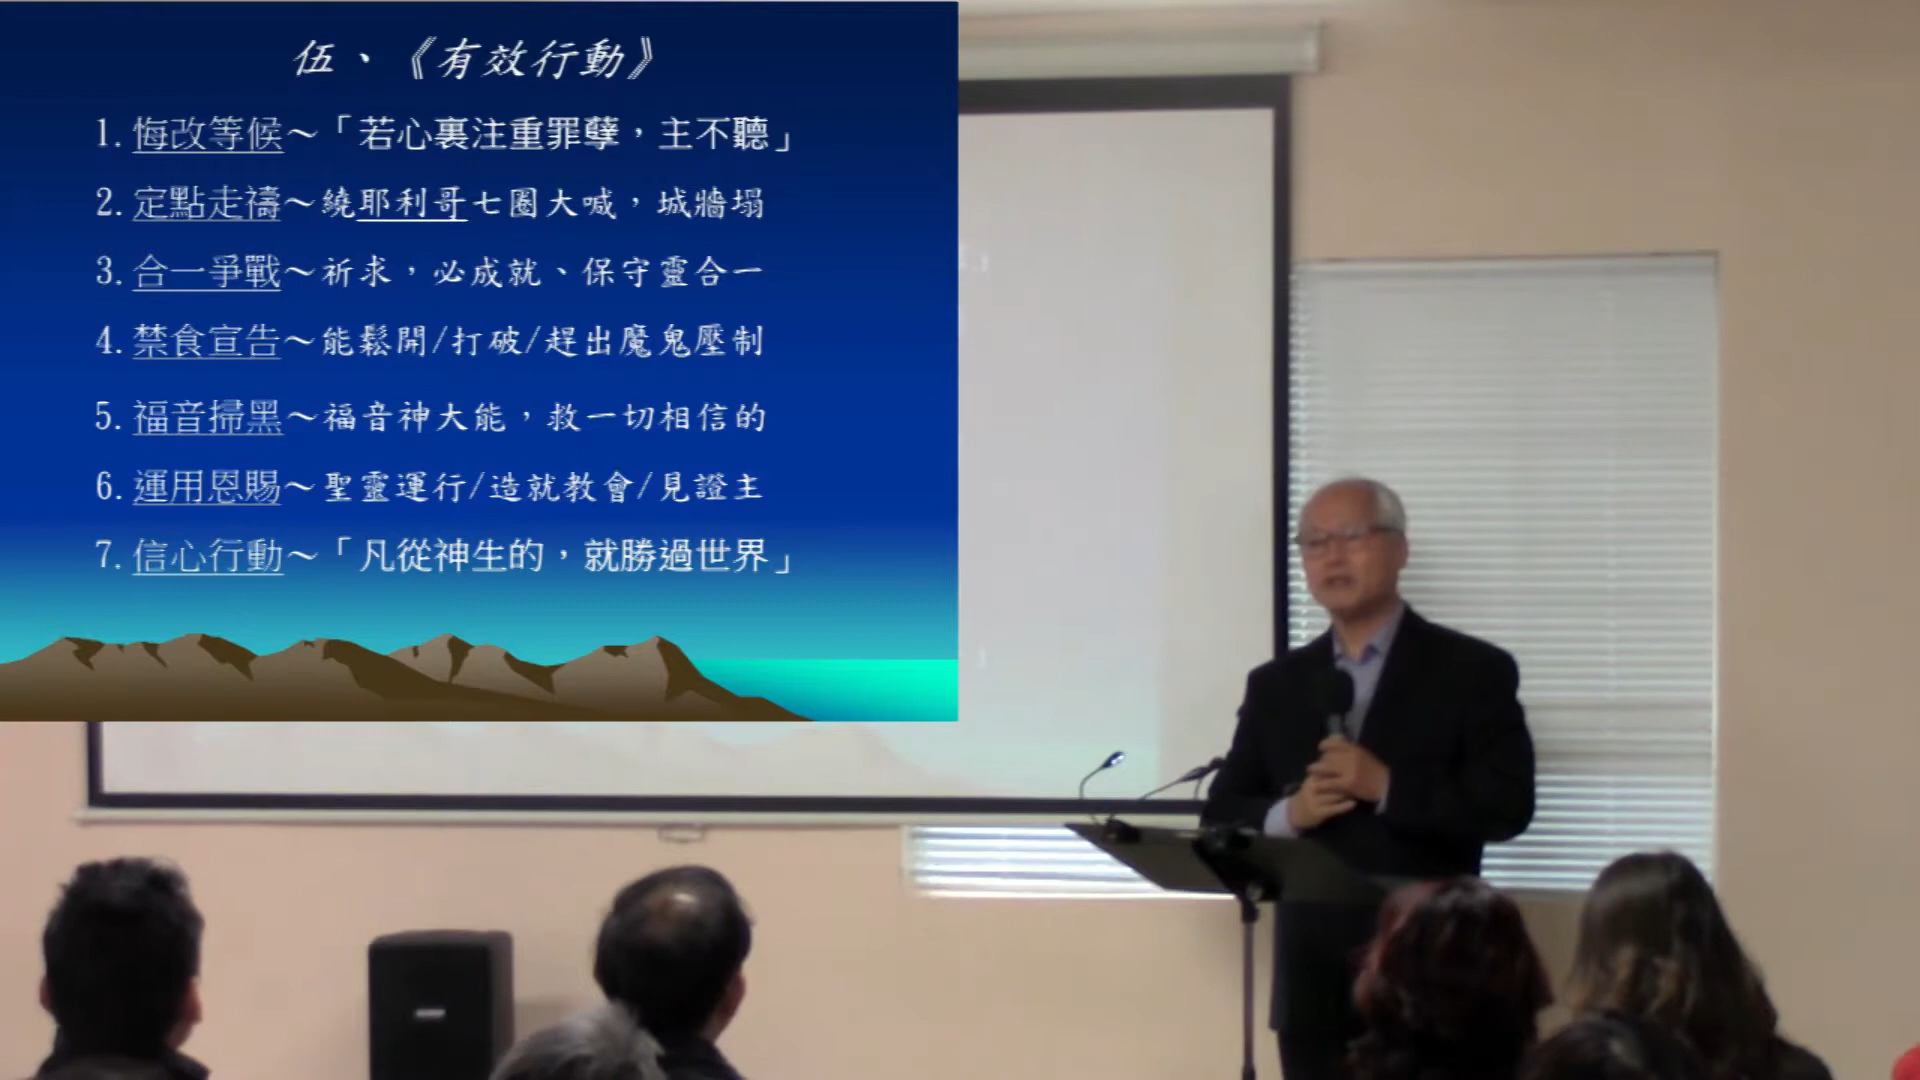 伍、《有效行動》
1. 悔改等候～「若心裏注重罪孽，主不聽」
2. 定點走禱～繞耶利哥七圈大喊，城牆塌
3. 合一爭戰～祈求，必成就、保守靈合一
4. 禁食宣告～能鬆開/打破/趕出魔鬼壓制
5. 福音掃黑～福音神大能，救一切相信的
6. 運用恩賜～聖靈運行/造就教會/見證主
7. 信心行動～「凡從神生的，就勝過世界」